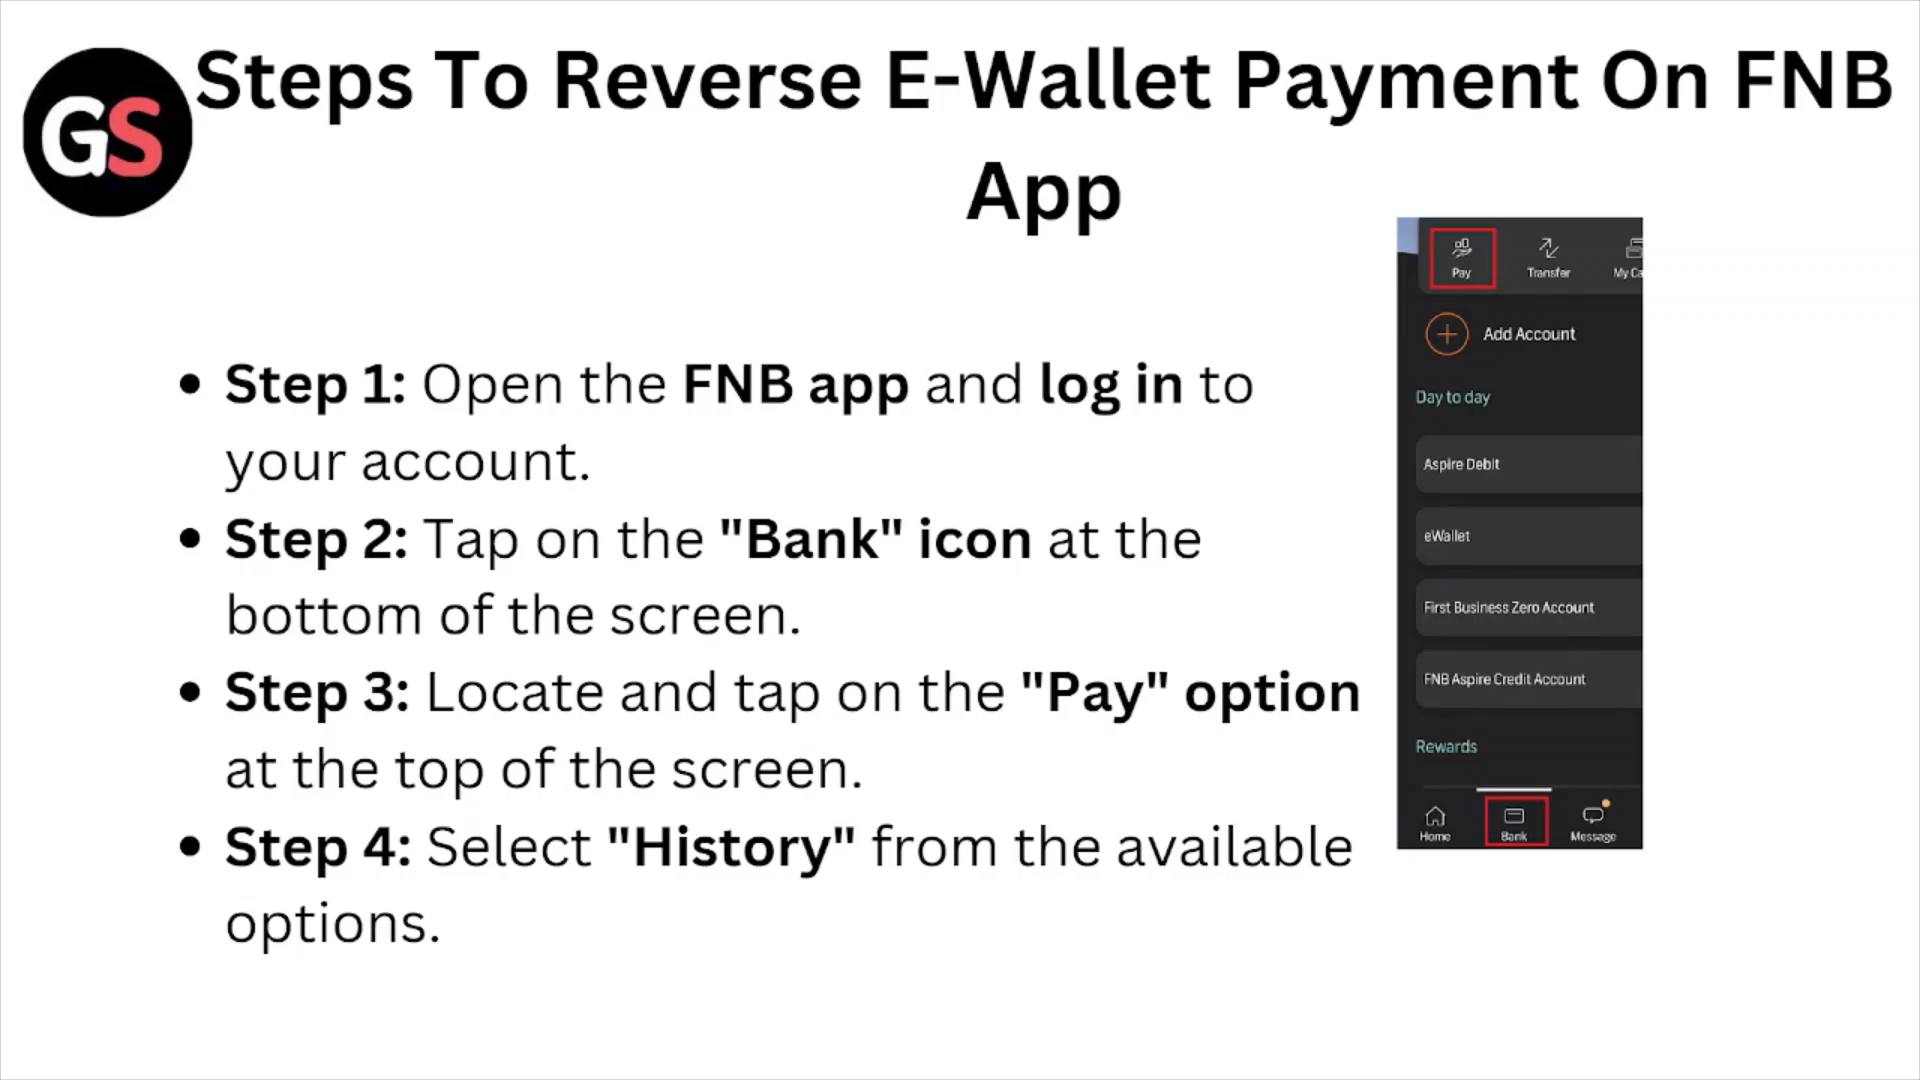 GS
Steps To Reverse E-Wallet Payment On FNB
App
• Step 1: Open the FNB app and log in to
your account.
• Step 2: Tap on the "Bank" icon at the
bottom of the screen.
• Step 3: Locate and tap on the "Pay" option
at the top of the screen.
• Step 4: Select "History" from the available
options.
Pay Transfer My Ca
Add Account
Day to day
Aspire Debit
eWallet
First Business Zero Account
FNB Aspire Credit Account
Rewards
Home Bank Message